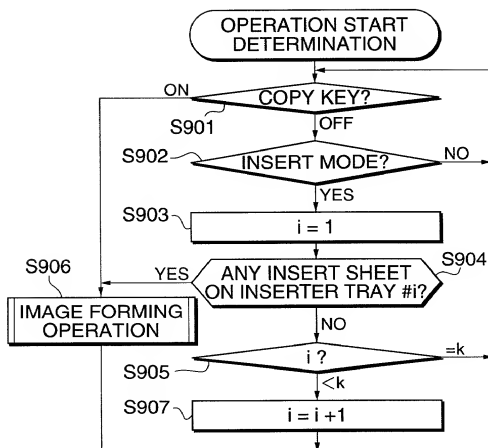 OPERATION START
DETERMINATION
ON
COPY KEY?
S901
OFF
S902
INSERT MODE?
NO
YES
S903
i = 1
S906
YES
ANY INSERT SHEET
ON INSERTER TRAY #i?
S904
IMAGE FORMING
OPERATION
NO
i ?
=k
S905
<k
S907
i = i +1